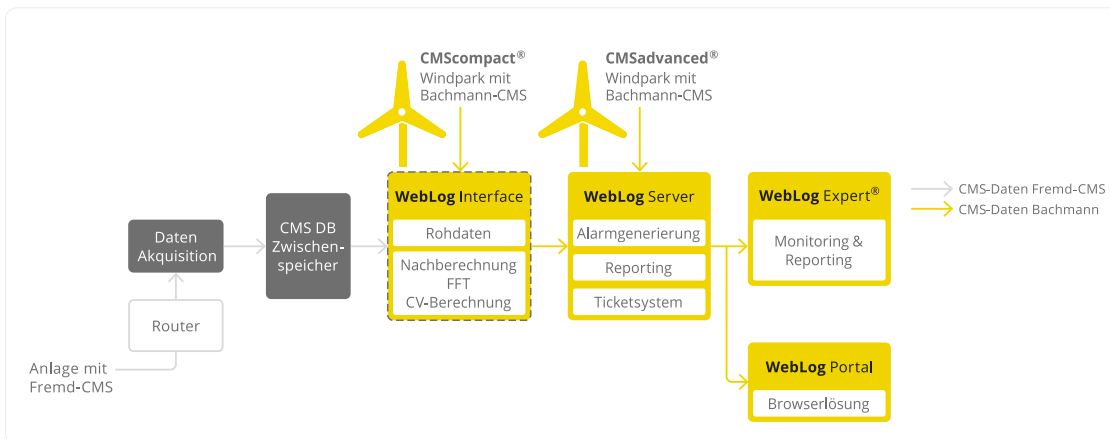 CMScompact®
Windpark mit
Bachmann-CMS
CMSadvanced®
Windpark mit
Bachmann-CMS
Anlage mit
Fremd-CMS
Router
Daten
Akquisition
CMS DB
Zwischen-
speicher
WebLog Interface
Rohdaten
Nachberechnung
FFT
CV-Berechnung
WebLog Server
Alarmgenerierung
Reporting
Ticketsystem
WebLog Expert®
Monitoring &
Reporting
WebLog Portal
Browserlösung
CMS-Daten Fremd-CMS
CMS-Daten Bachmann